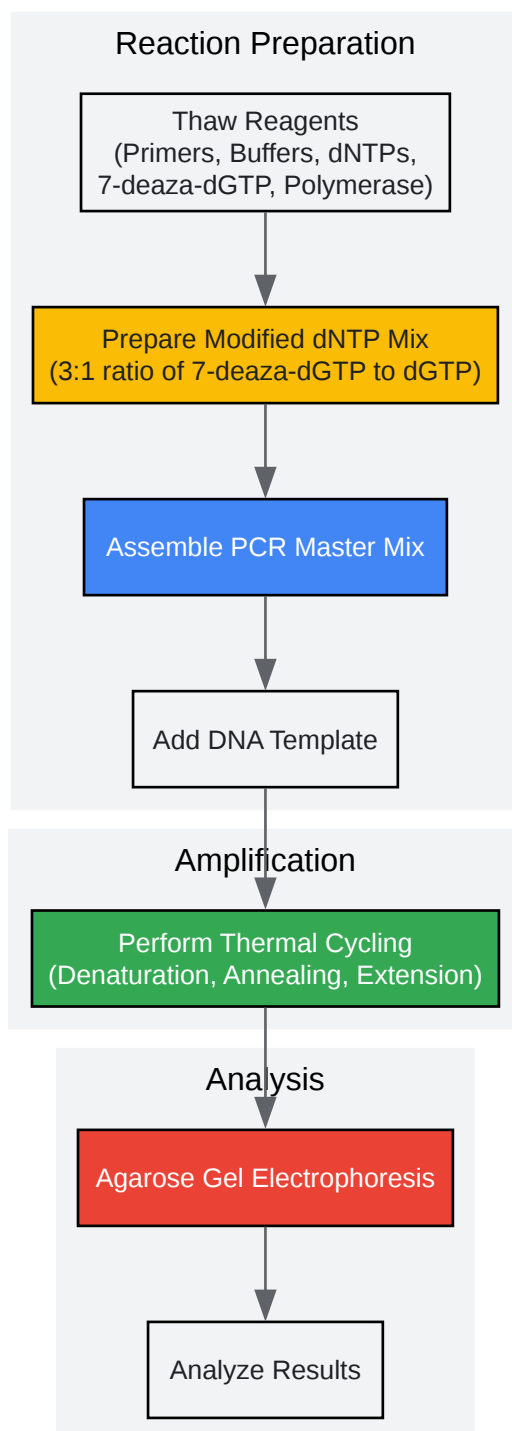 Reaction Preparation
Thaw Reagents
(Primers, Buffers, dNTPs,
7-deaza-dGTP, Polymerase)
Prepare Modified dNTP Mix
(3:1 ratio of 7-deaza-dGTP to dGTP)
Assemble PCR Master Mix
Add DNA Template
Amplification
Perform Thermal Cycling
(Denaturation, Annealing, Extension)
Analysis
Agarose Gel Electrophoresis
Analyze Results